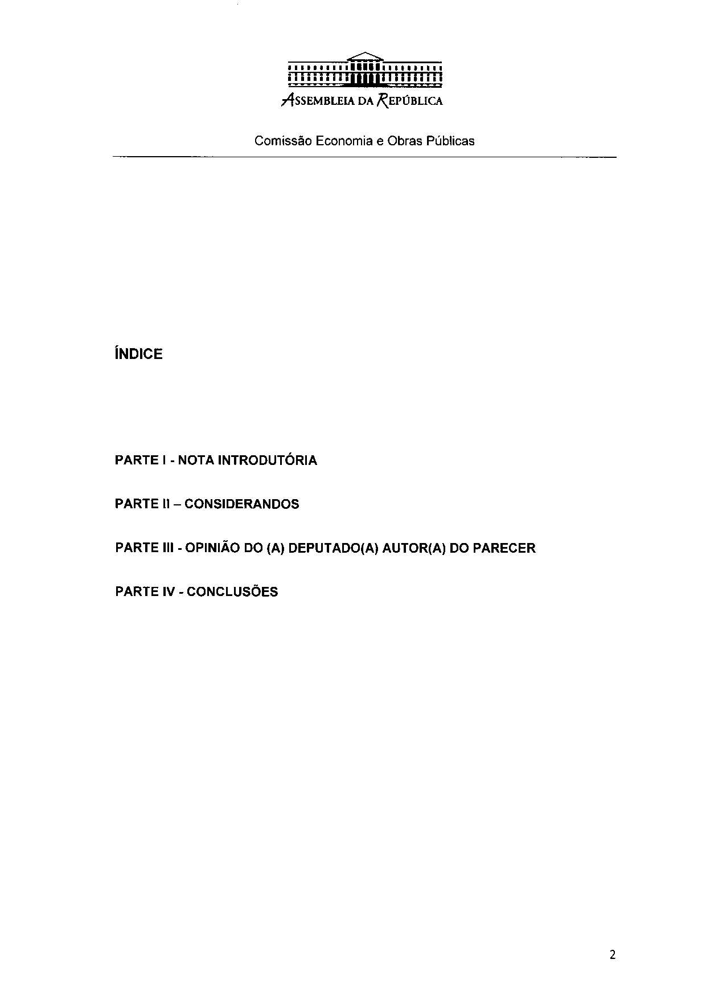 ASSEMBLEIA DA REPÚBLICA
Comissão Economia e Obras Públicas
ÍNDICE
PARTE I - NOTA INTRODUTÓRIA
PARTE II – CONSIDERANDOS
PARTE III - OPINIÃO DO (A) DEPUTADO(A) AUTOR(A) DO PARECER
PARTE IV - CONCLUSÕES
2